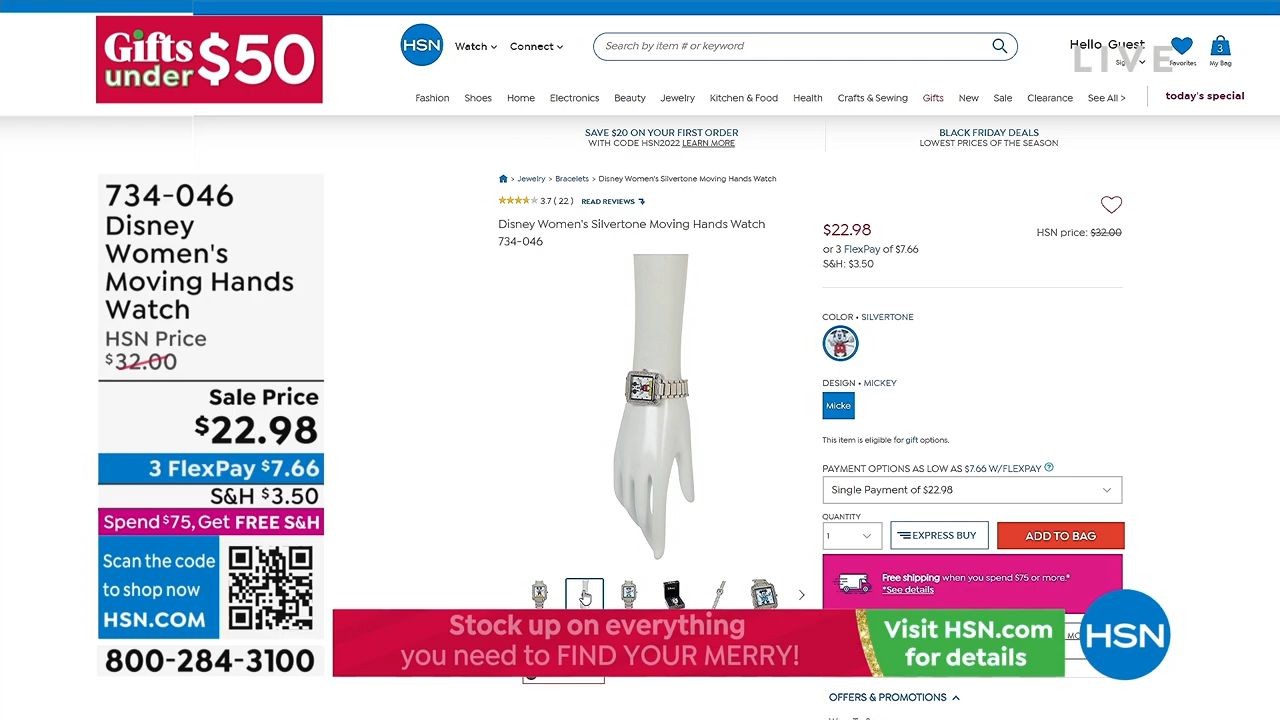 Gifts
under
$50
HSN
Watch
Connect
Search by item # or keyword
Hello, Guest
LIVE
Favorites
3
My Bag
Fashion
Shoes
Home
Electronics
Beauty
Jewelry
Kitchen & Food
Health
Crafts & Sewing
Gifts
New
Sale
Clearance
See All >
today's special
SAVE $20 ON YOUR FIRST ORDER
WITH CODE HSN2022 LEARN MORE
BLACK FRIDAY DEALS
LOWEST PRICES OF THE SEASON
734-046
Disney
Women's
Moving Hands
Watch
HSN Price
$32.00
Sale Price
$22.98
3 FlexPay $7.66
S&H $3.50
Spend $75, Get FREE S&H
Scan the code
to shop now
HSN.COM
800-284-3100
> Jewelry > Bracelets > Disney Women's Silvertone Moving Hands Watch
3.7 ( 22 ) READ REVIEWS
Disney Women's Silvertone Moving Hands Watch
734-046
$22.98
HSN price: $32.00
or 3 FlexPay of $7.66
S&H: $3.50
COLOR • SILVERTONE
DESIGN • MICKEY
Micke
This item is eligible for gift options.
PAYMENT OPTIONS AS LOW AS $7.66 W/FLEXPAY ?
Single Payment of $22.98
QUANTITY
1
EXPRESS BUY
ADD TO BAG
Free shipping when you spend $75 or more.*
*See details
Stock up on everything
you need to FIND YOUR MERRY!
Visit HSN.com
for details
HSN
OFFERS & PROMOTIONS